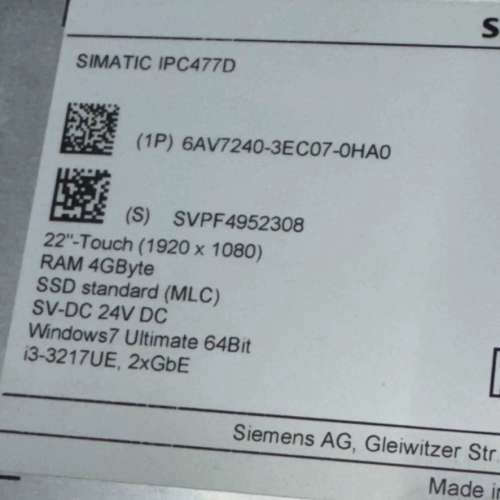 S
SIMATIC IPC477D
(1P) 6AV7240-3EC07-0HA0
(S) SVPF4952308
22"-Touch (1920 x 1080)
RAM 4GByte
SSD standard (MLC)
SV-DC 24V DC
Windows7 Ultimate 64Bit
i3-3217UE, 2xGbE
Siemens AG, Gleiwitzer Str.
Made in